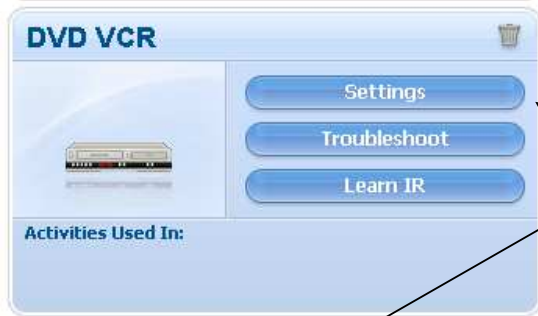 DVD VCR
Settings
Troubleshoot
Learn IR
Activities Used In: